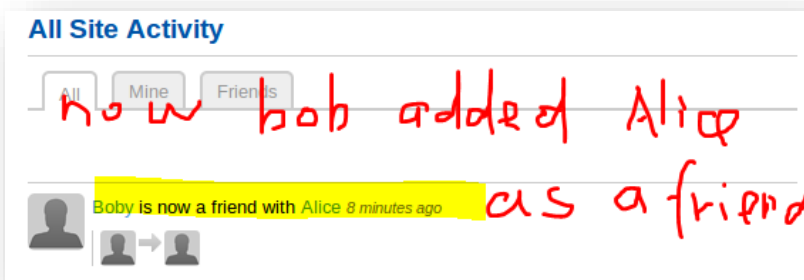 All Site Activity
All Mine Friends
now bob added Alice
Boby is now a friend with Alice 8 minutes ago
as a friend